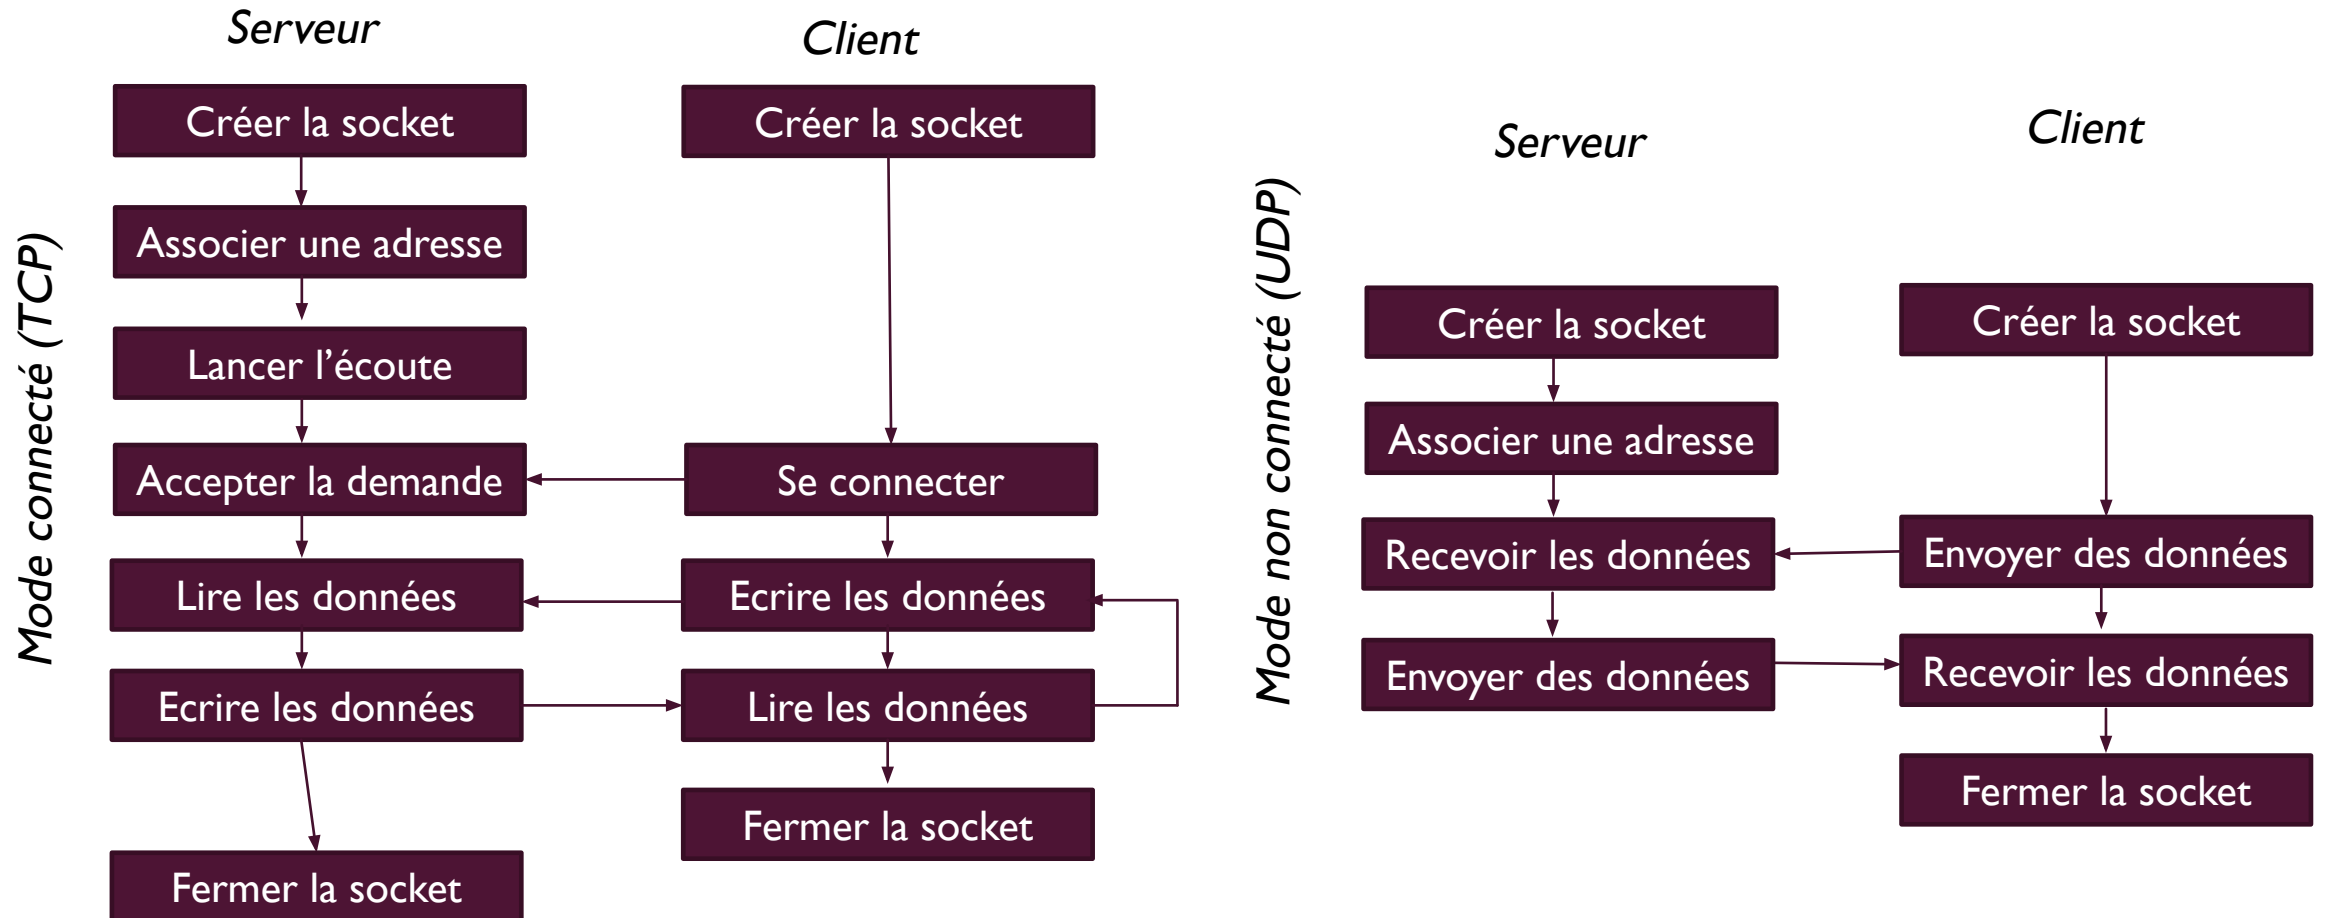 Mode connecté (TCP)
Serveur
Créer la socket
Associer une adresse
Lancer l'écoute
Accepter la demande
Lire les données
Ecrire les données
Fermer la socket
Client
Créer la socket
Se connecter
Ecrire les données
Lire les données
Fermer la socket
Mode non connecté (UDP)
Serveur
Créer la socket
Associer une adresse
Recevoir les données
Envoyer des données
Client
Créer la socket
Envoyer des données
Recevoir les données
Fermer la socket